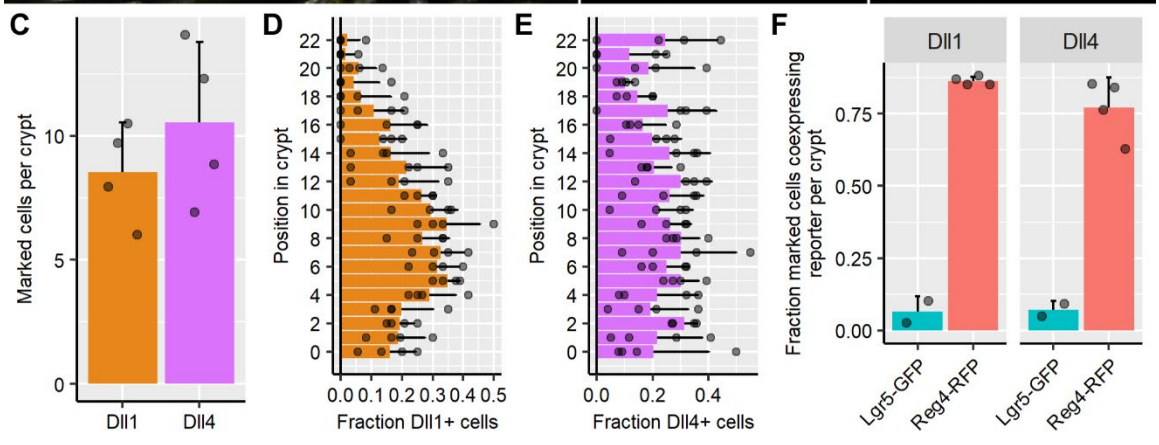 C
Marked cells per crypt
10
5
0
Dll1
Dll4
D
Position in crypt
22
20
18
16
14
12
10
8
6
4
2
0
0.0 0.1 0.2 0.3 0.4 0.5
Fraction Dll1+ cells
E
Position in crypt
22
20
18
16
14
12
10
8
6
4
2
0
0.0 0.2 0.4
Fraction Dll4+ cells
F
Fraction marked cells coexpressing
reporter per crypt
Dll1
Dll4
0.75
0.50
0.25
0.00
Lgr5-GFP
Reg4-RFP
Lgr5-GFP
Reg4-RFP